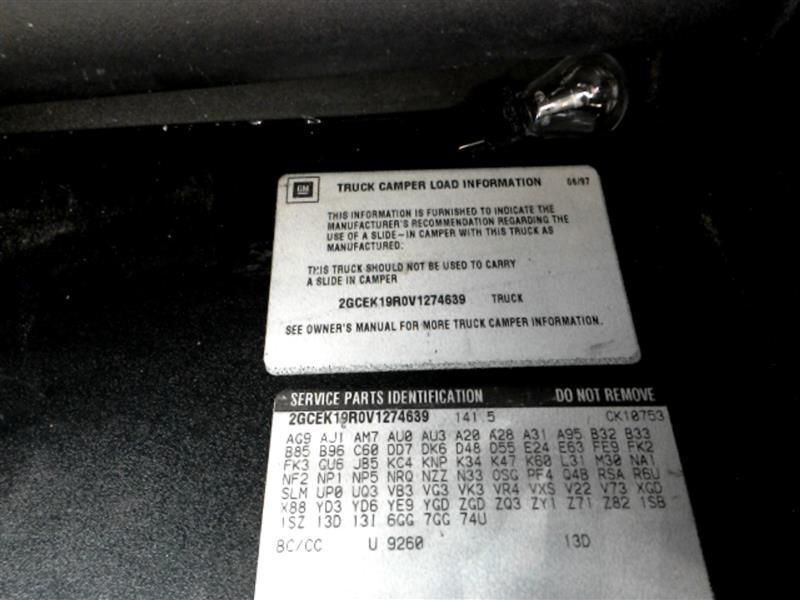 GM TRUCK CAMPER LOAD INFORMATION 06/97
THIS INFORMATION IS FURNISHED TO INDICATE THE
MANUFACTURER'S RECOMMENDATION REGARDING THE
USE OF A SLIDE-IN CAMPER WITH THIS TRUCK AS
MANUFACTURED:
THIS TRUCK SHOULD NOT BE USED TO CARRY
A SLIDE IN CAMPER
2GCEK19R0V1274639 TRUCK
SEE OWNER'S MANUAL FOR MORE TRUCK CAMPER INFORMATION.
SERVICE PARTS IDENTIFICATION DO NOT REMOVE
2GCEK19R0V1274639 141.5 CK10753
AG9 AJ1 AM7 AU0 AU3 A20 A28 A31 A95 B32 B33
B85 B96 C60 DD7 DK6 D48 D55 E24 E63 FE9 FK2
FK3 GU6 JB5 KC4 KNP K34 K47 K60 L31 M30 NA1
NF2 NP1 NP5 NRQ NZZ N33 OSG PF4 Q4B RSA R6U
SLM UP0 UQ3 VB3 VG3 VK3 VR4 VXS V22 V73 XGD
X88 YD3 YD6 YE9 YGD ZGD ZQ3 ZY1 Z71 Z82 1SB
1SZ 13D 13I 6GG 7GG 74U
8C/CC U 9260 13D